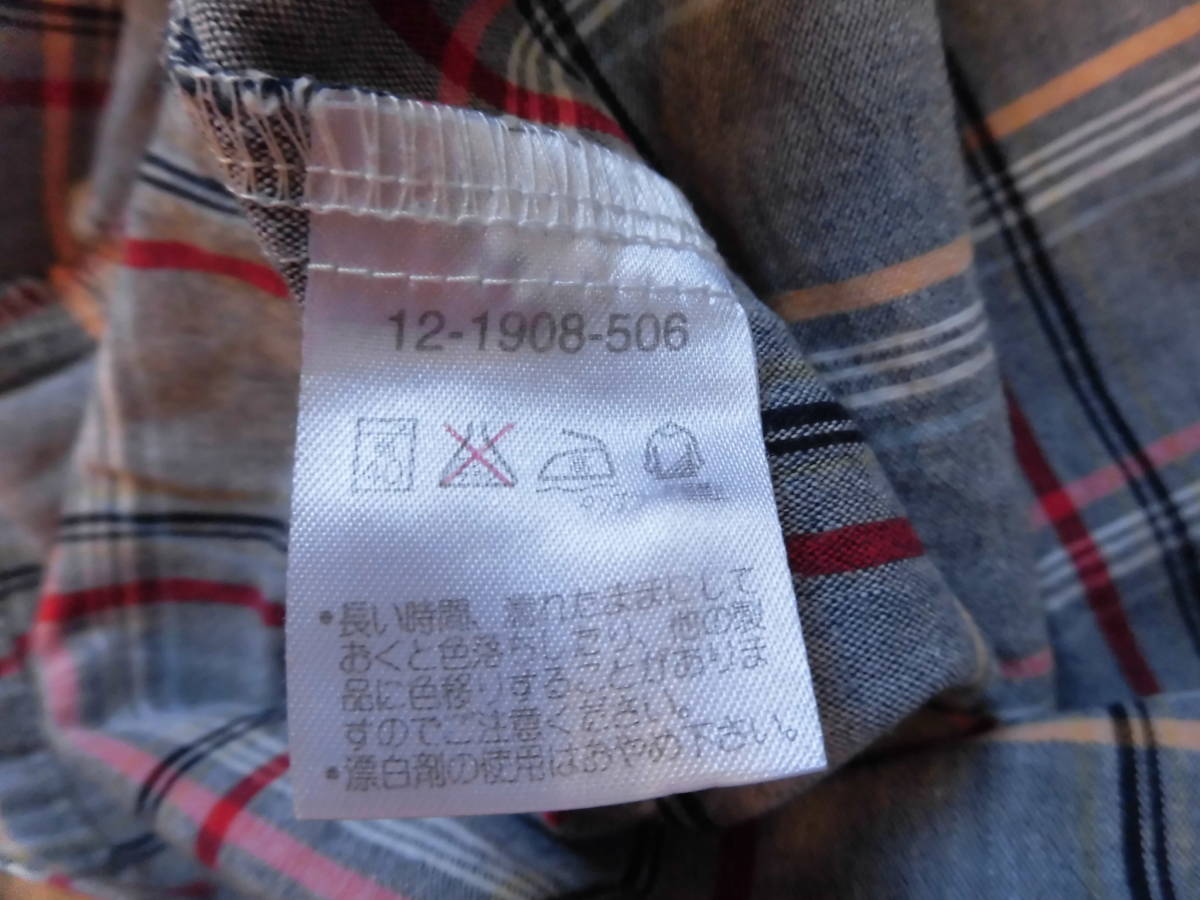 12-1908-506
•長い時間、濡れたままにして
おくと色落ちしたり、他の製
品に色移りすることがありま
すのでご注意ください。
•漂白剤の使用はおやめ下さい。